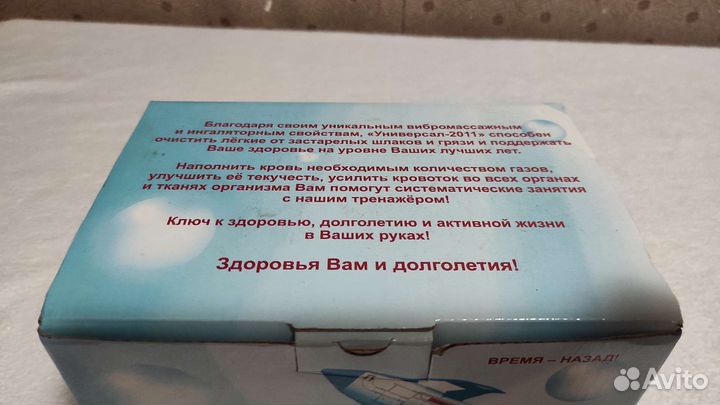 Благодаря своим уникальным вибромассажным
и ингаляторным свойствам, «Универсал-2011» способен
очистить лёгкие от застарелых шлаков и грязи и поддержать
Ваше здоровье на уровне Ваших лучших лет.
Наполнить кровь необходимым количеством газов,
улучшить её текучесть, усилить кровоток во всех органах
и тканях организма Вам помогут систематические занятия
с нашим тренажёром!
Ключ к здоровью, долголетию и активной жизни
в Ваших руках!
Здоровья Вам и долголетия!
ВРЕМЯ – НАЗАД!
Avito